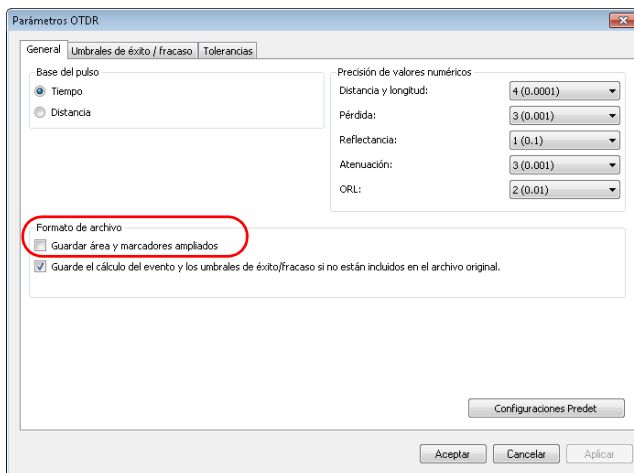 Parámetros OTDR
General Umbrales de éxito / fracaso Tolerancias
Base del pulso
Tiempo
Distancia
Precisión de valores numéricos
Distancia y longitud: 4 (0.0001)
Pérdida: 3 (0.001)
Reflectancia: 1 (0.1)
Atenuación: 3 (0.001)
ORL: 2 (0.01)
Formato de archivo
Guardar área y marcadores ampliados
Guarde el cálculo del evento y los umbrales de éxito/fracaso si no están incluidos en el archivo original.
Configuraciones Predet
Aceptar Cancelar Aplicar